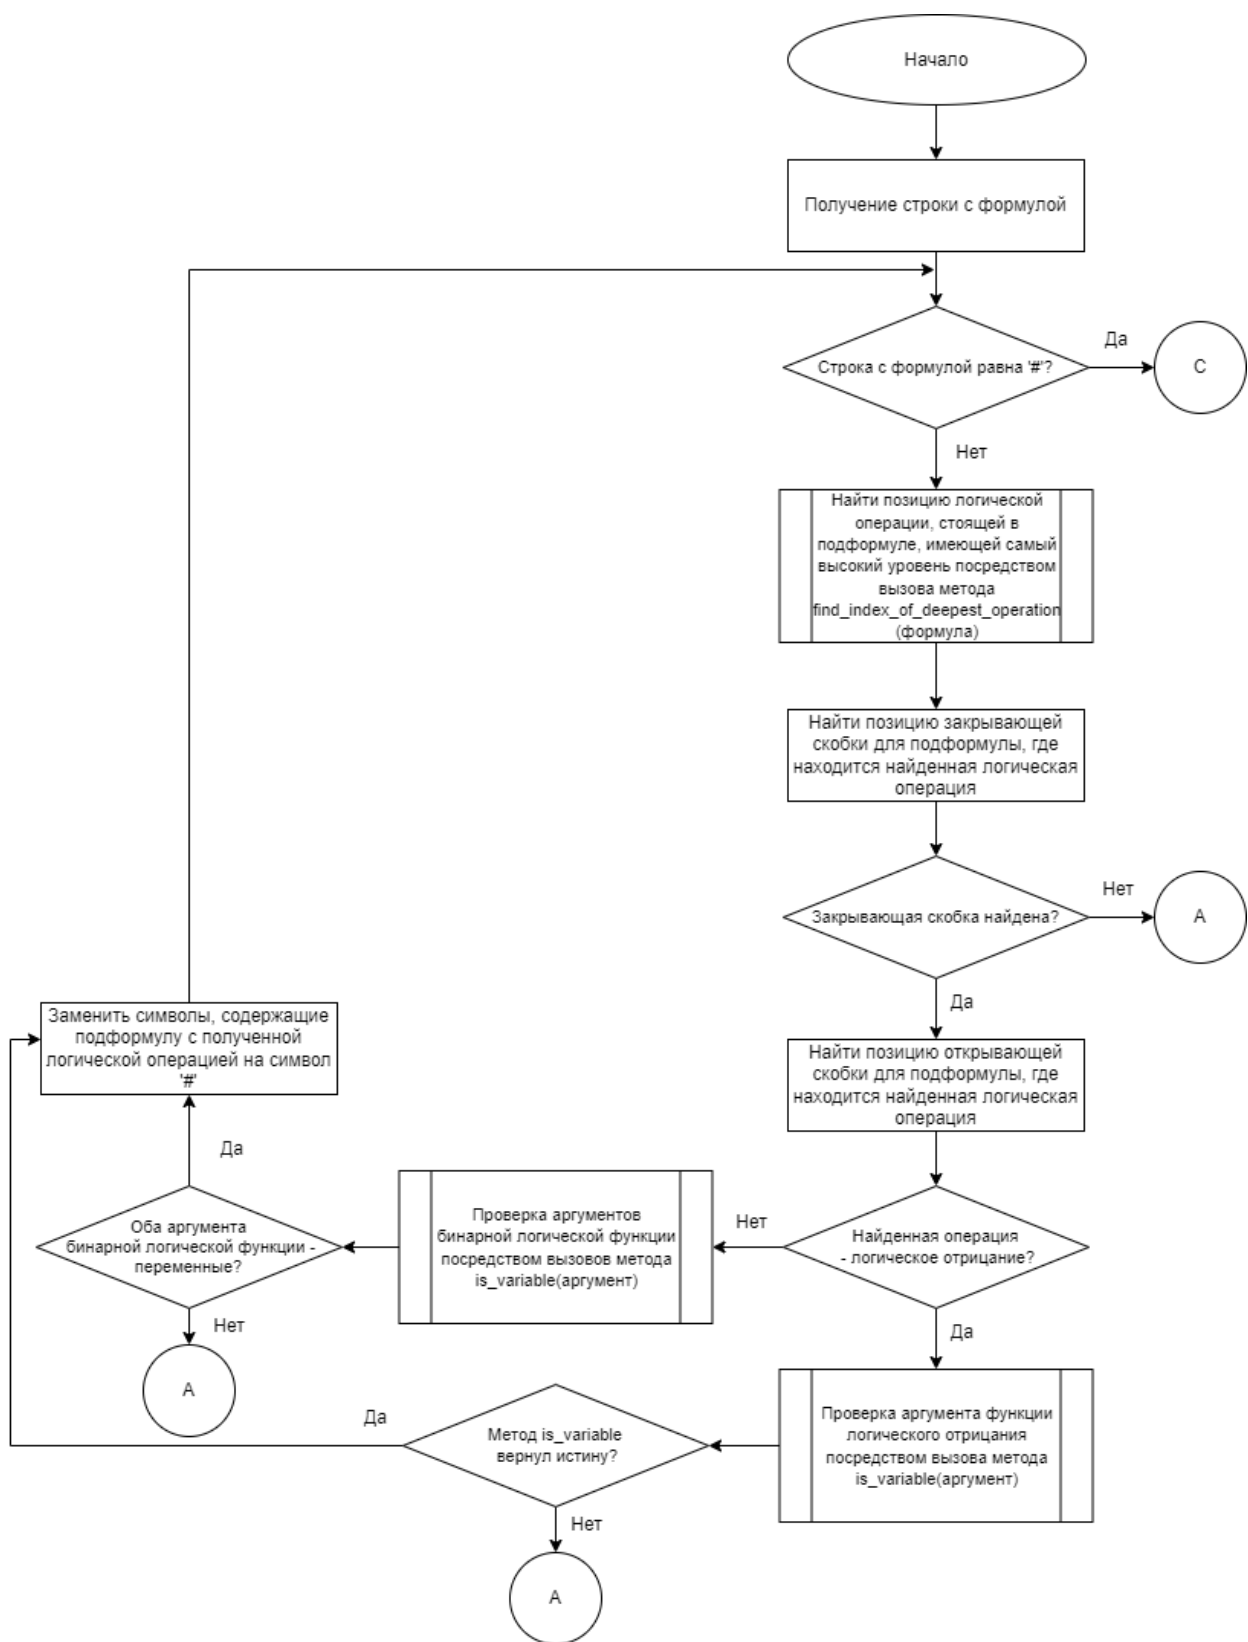 Начало
Получение строки с формулой
Строка с формулой равна '#'?
Да
C
Нет
Найти позицию логической
операции, стоящей в
подформуле, имеющей самый
высокий уровень посредством
вызова метода
find_index_of_deepest_operation
(формула)
Найти позицию закрывающей
скобки для подформулы, где
находится найденная логическая
операция
Закрывающая скобка найдена?
Нет
A
Да
Заменить символы, содержащие
подформулу с полученной
логической операцией на символ
'#'
Найти позицию открывающей
скобки для подформулы, где
находится найденная логическая
операция
Да
Оба аргумента
бинарной логической функции -
переменные?
Проверка аргументов
бинарной логической функции
посредством вызовов метода
is_variable(аргумент)
Нет
Найденная операция
- логическое отрицание?
Нет
A
Да
Да
Метод is_variable
вернул истину?
Проверка аргумента функции
логического отрицания
посредством вызова метода
is_variable(аргумент)
Нет
A